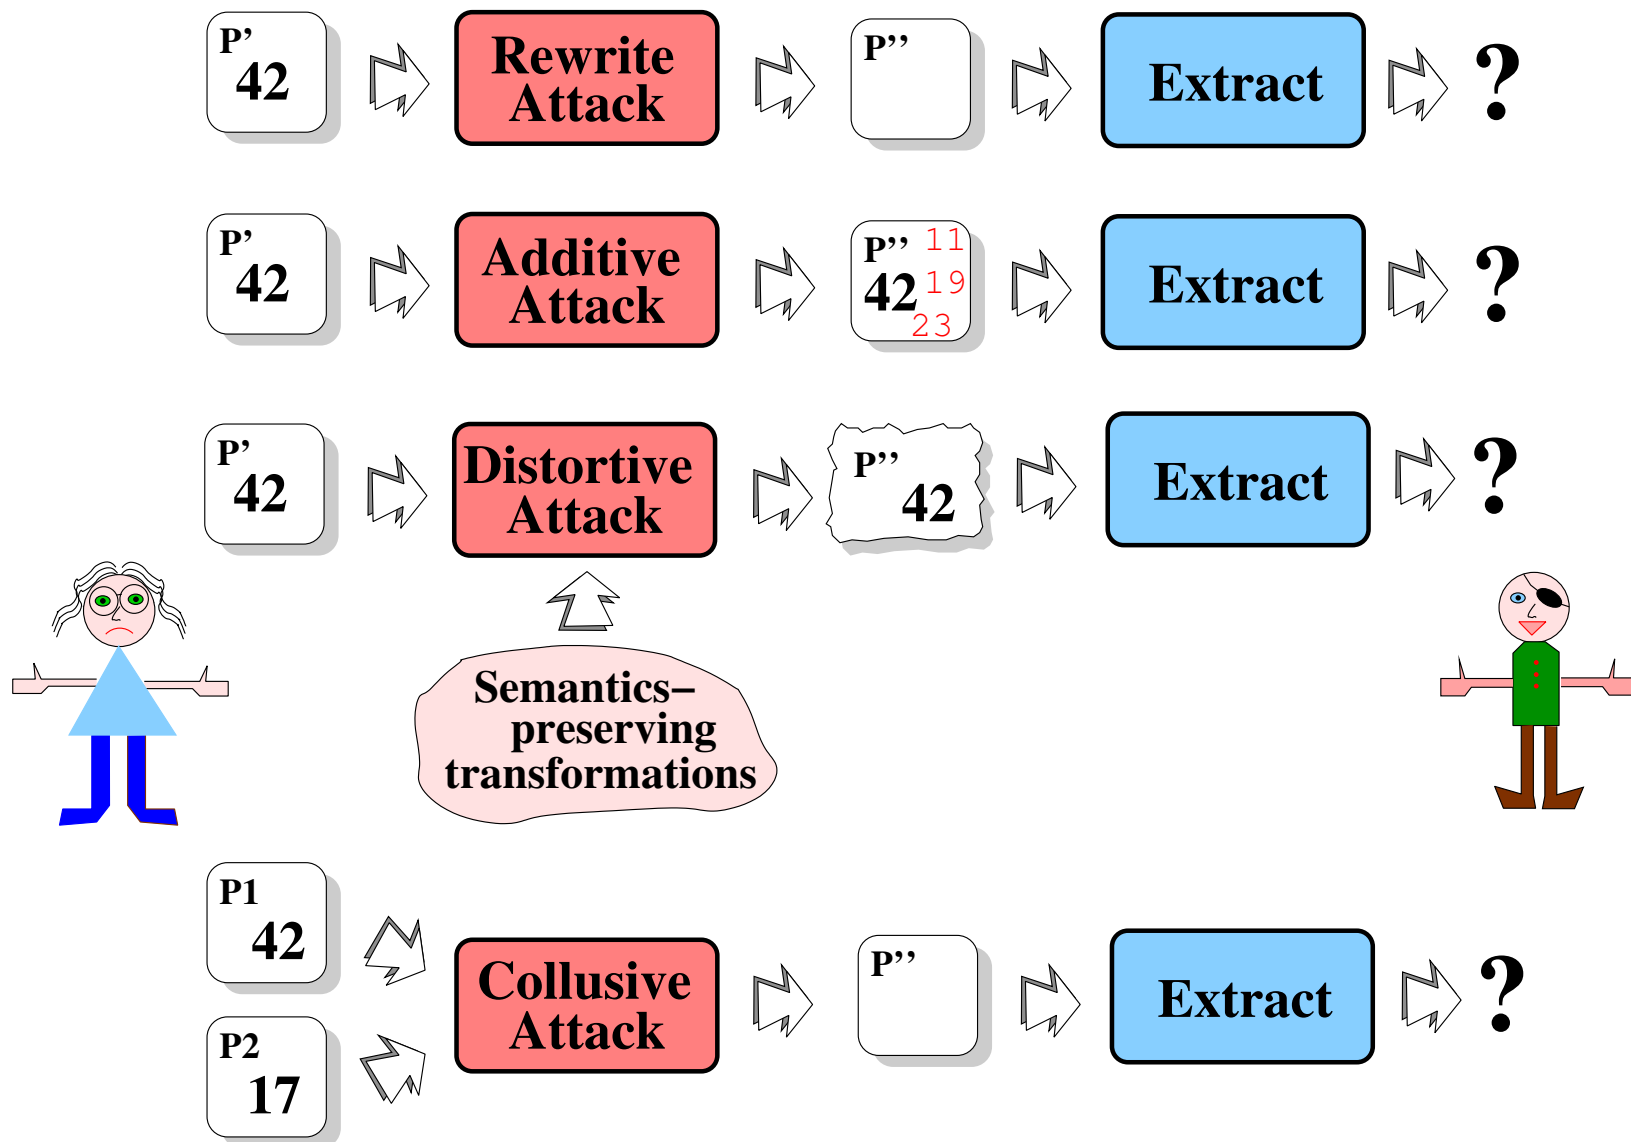 P'
42
Rewrite
Attack
P''
Extract
?
P'
42
Additive
Attack
P'' 11
42 19
23
Extract
?
P'
42
Distortive
Attack
P''
42
Extract
?
Semantics–
preserving
transformations
P1
42
P2
17
Collusive
Attack
P''
Extract
?